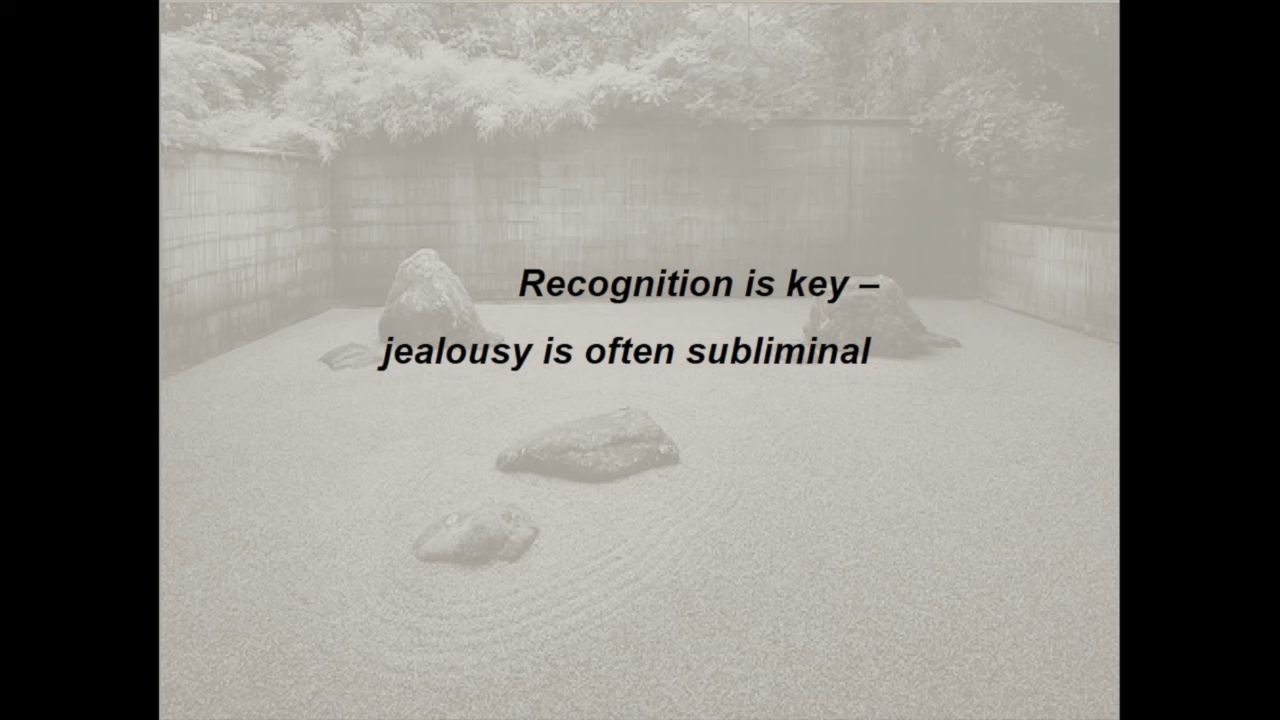 Recognition is key –
jealousy is often subliminal